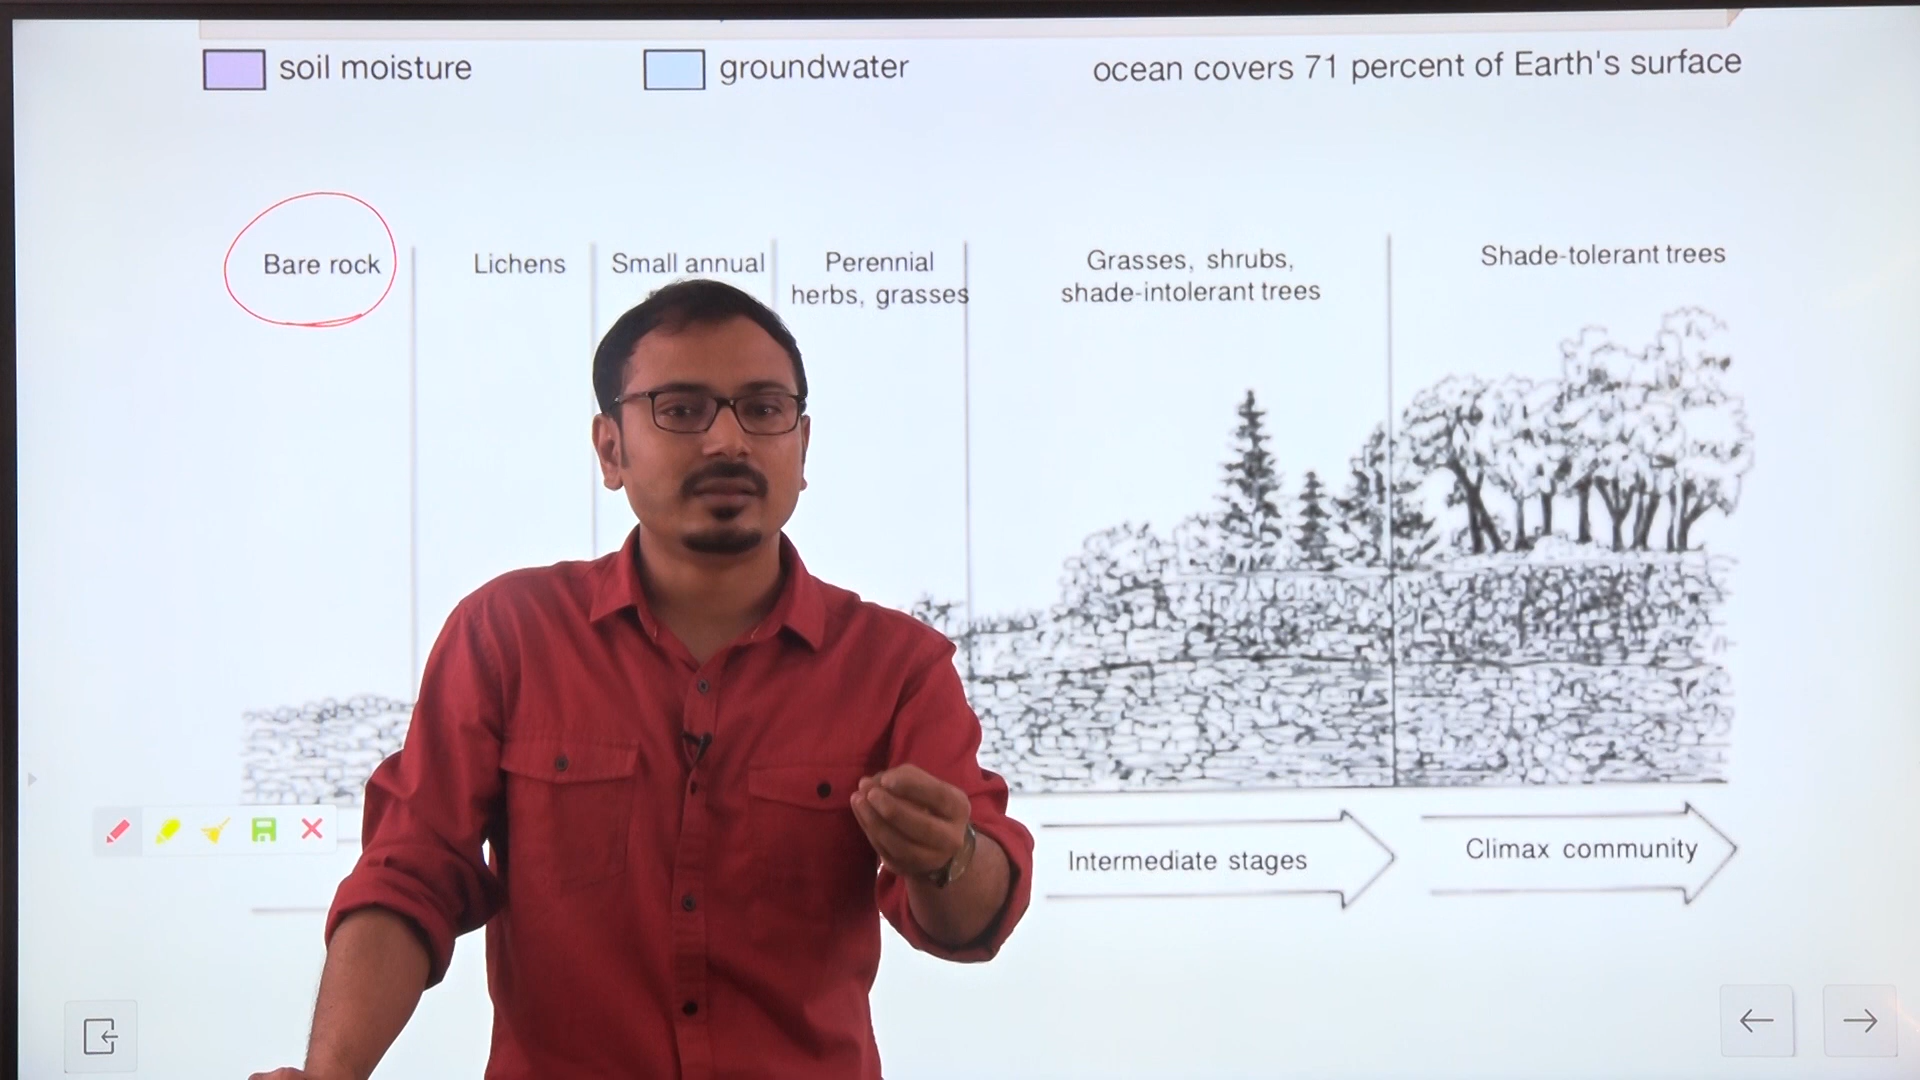 soil moisture
groundwater
ocean covers 71 percent of Earth's surface
Bare rock
Lichens
Small annual
Perennial
herbs, grasses
Grasses, shrubs,
shade-intolerant trees
Shade-tolerant trees
Intermediate stages
Climax community